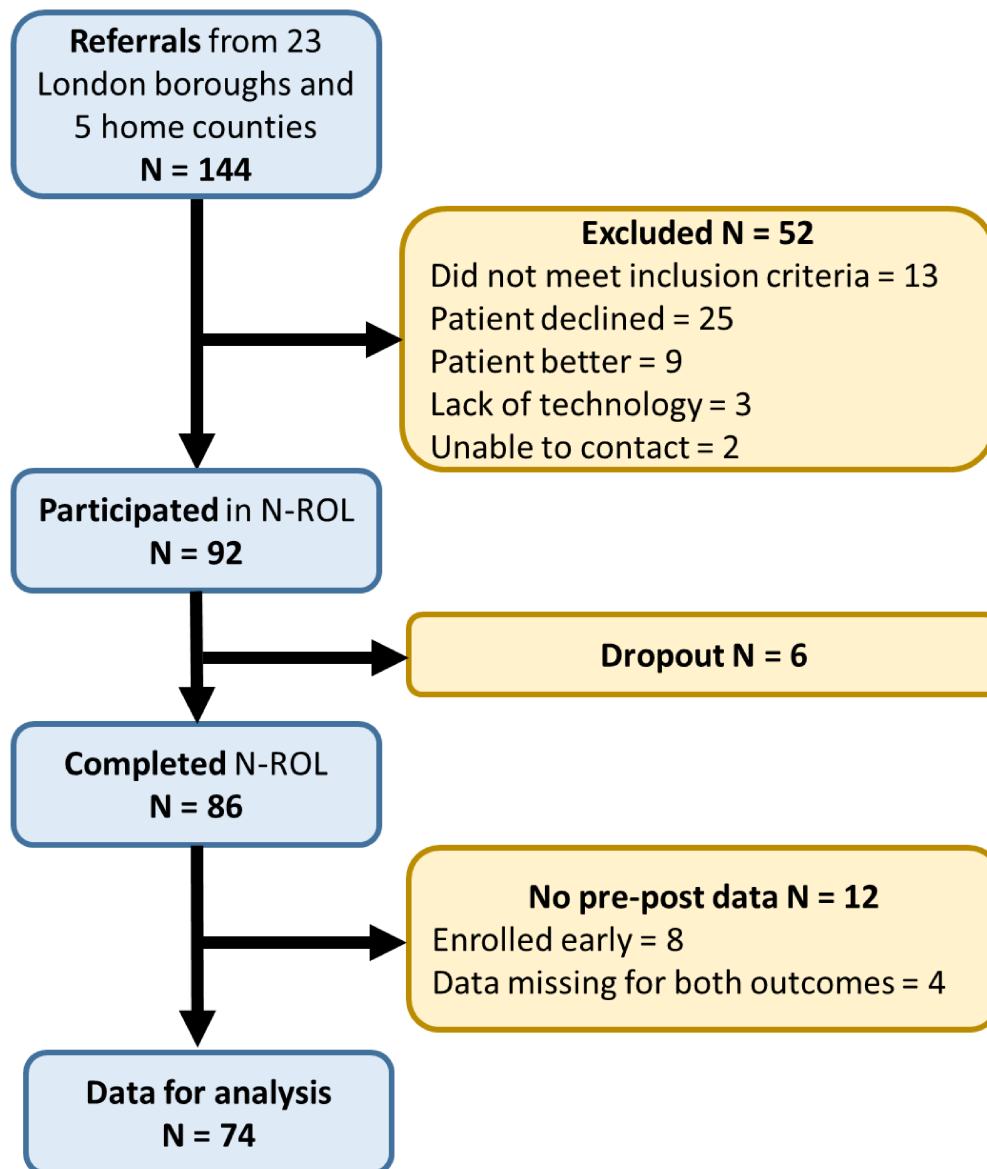 Referrals from 23
London boroughs and
5 home counties
N = 144
Excluded N = 52
Did not meet inclusion criteria = 13
Patient declined = 25
Patient better = 9
Lack of technology = 3
Unable to contact = 2
Participated in N-ROL
N = 92
Dropout N = 6
Completed N-ROL
N = 86
No pre-post data N = 12
Enrolled early = 8
Data missing for both outcomes = 4
Data for analysis
N = 74